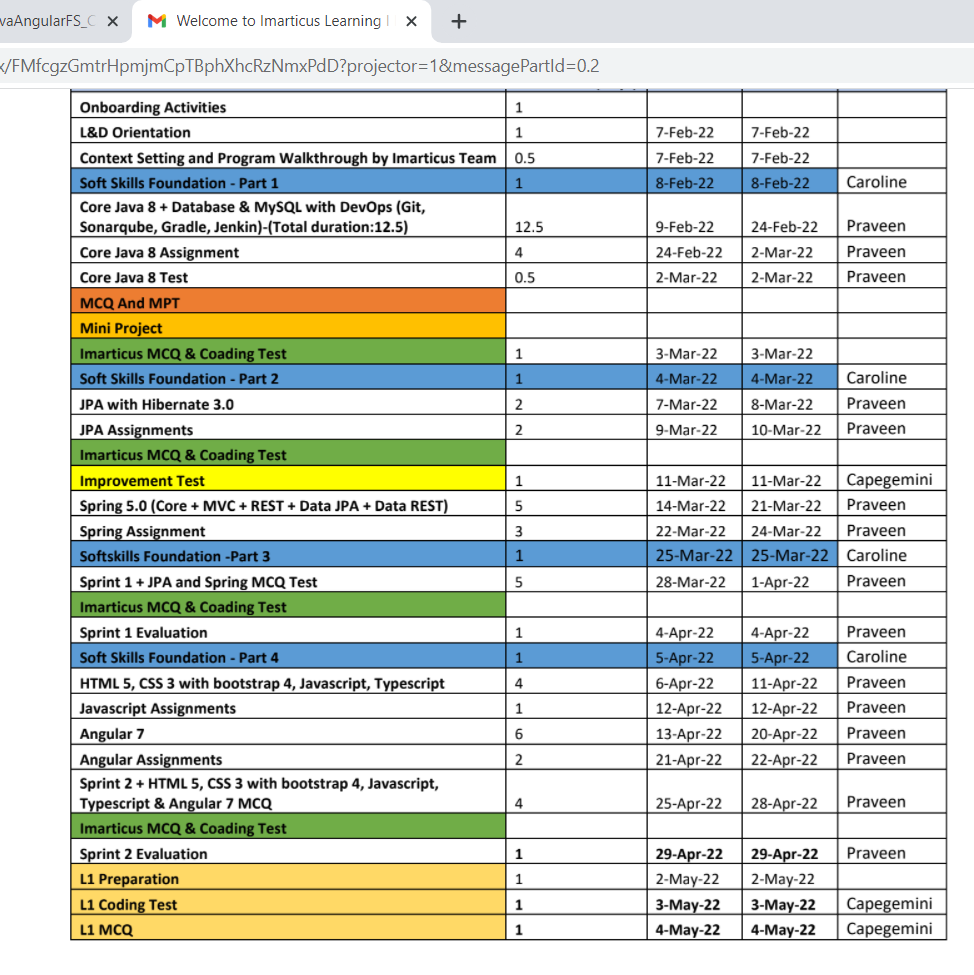 vaAngularFS_C
Welcome to Imarticus Learning |
x/FMfcgzGmtrHpmjmCpTBphXhcRzNmxPdD?projector=1&messagePartId=0.2
Onboarding Activities 1
L&D Orientation 1 7-Feb-22 7-Feb-22
Context Setting and Program Walkthrough by Imarticus Team 0.5 7-Feb-22 7-Feb-22
Soft Skills Foundation - Part 1 1 8-Feb-22 8-Feb-22 Caroline
Core Java 8 + Database & MySQL with DevOps (Git,
Sonarqube, Gradle, Jenkin)-(Total duration:12.5) 12.5 9-Feb-22 24-Feb-22 Praveen
Core Java 8 Assignment 4 24-Feb-22 2-Mar-22 Praveen
Core Java 8 Test 0.5 2-Mar-22 2-Mar-22 Praveen
MCQ And MPT
Mini Project
Imarticus MCQ & Coading Test 1 3-Mar-22 3-Mar-22
Soft Skills Foundation - Part 2 1 4-Mar-22 4-Mar-22 Caroline
JPA with Hibernate 3.0 2 7-Mar-22 8-Mar-22 Praveen
JPA Assignments 2 9-Mar-22 10-Mar-22 Praveen
Imarticus MCQ & Coading Test
Improvement Test 1 11-Mar-22 11-Mar-22 Capegemini
Spring 5.0 (Core + MVC + REST + Data JPA + Data REST) 5 14-Mar-22 21-Mar-22 Praveen
Spring Assignment 3 22-Mar-22 24-Mar-22 Praveen
Softskills Foundation -Part 3 1 25-Mar-22 25-Mar-22 Caroline
Sprint 1 + JPA and Spring MCQ Test 5 28-Mar-22 1-Apr-22 Praveen
Imarticus MCQ & Coading Test
Sprint 1 Evaluation 1 4-Apr-22 4-Apr-22 Praveen
Soft Skills Foundation - Part 4 1 5-Apr-22 5-Apr-22 Caroline
HTML 5, CSS 3 with bootstrap 4, Javascript, Typescript 4 6-Apr-22 11-Apr-22 Praveen
Javascript Assignments 1 12-Apr-22 12-Apr-22 Praveen
Angular 7 6 13-Apr-22 20-Apr-22 Praveen
Angular Assignments 2 21-Apr-22 22-Apr-22 Praveen
Sprint 2 + HTML 5, CSS 3 with bootstrap 4, Javascript,
Typescript & Angular 7 MCQ 4 25-Apr-22 28-Apr-22 Praveen
Imarticus MCQ & Coading Test
Sprint 2 Evaluation 1 29-Apr-22 29-Apr-22 Praveen
L1 Preparation 1 2-May-22 2-May-22
L1 Coding Test 1 3-May-22 3-May-22 Capegemini
L1 MCQ 1 4-May-22 4-May-22 Capegemini